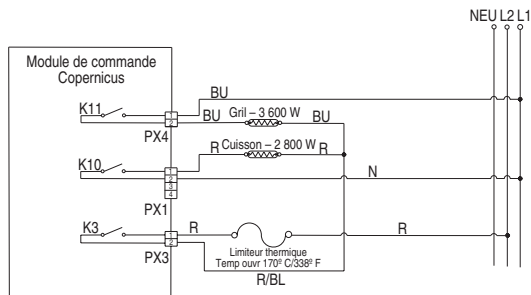 NEU L2 L1
Module de commande
Copernicus
K11
1
2
PX4
BU
BU
Gril – 3 600 W
BU
K10
1
2
3
4
PX1
R
Cuisson – 2 800 W
R
N
K3
1
2
PX3
R
R
Limiteur thermique
Temp ouvr 170º C/338º F
R/BL